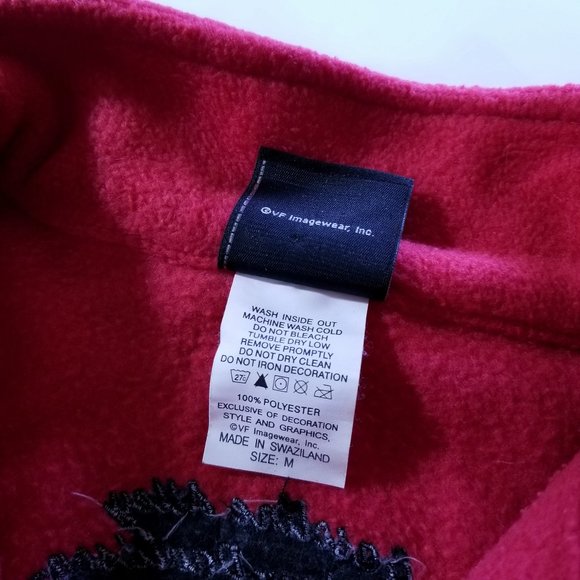 ©VF Imagewear, Inc.
WASH INSIDE OUT
MACHINE WASH COLD
DO NOT BLEACH
TUMBLE DRY LOW
REMOVE PROMPTLY
DO NOT DRY CLEAN
DO NOT IRON DECORATION
27C
100% POLYESTER
EXCLUSIVE OF DECORATION
STYLE AND GRAPHICS,
©VF Imagewear, Inc.
MADE IN SWAZILAND
SIZE: M